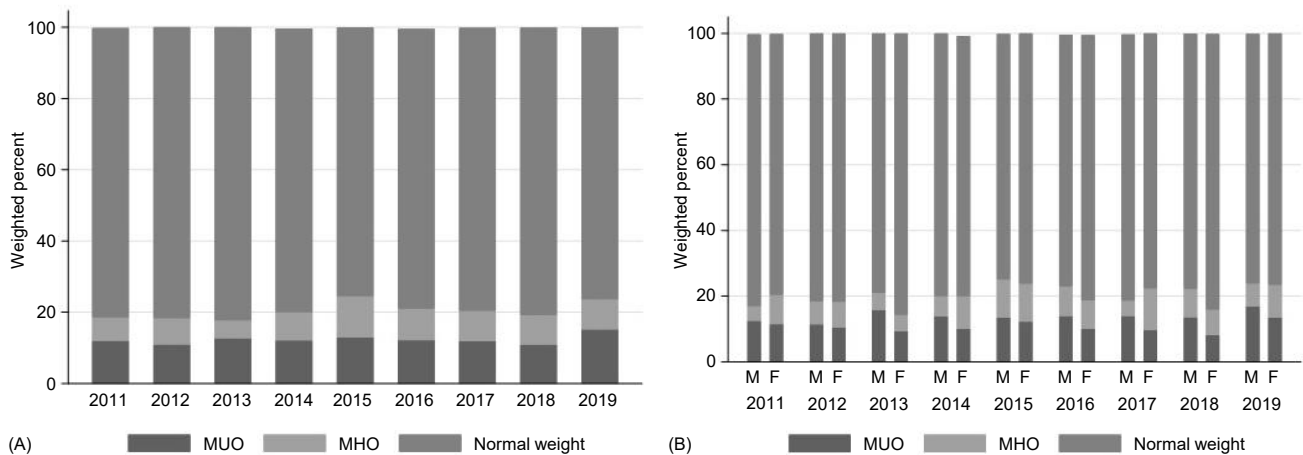 100
80
60
40
20
0
Weighted percent
2011 2012 2013 2014 2015 2016 2017 2018 2019
(A) MUO MHO Normal weight
100
80
60
40
20
0
Weighted percent
M F M F M F M F M F M F M F M F M F
2011 2012 2013 2014 2015 2016 2017 2018 2019
(B) MUO MHO Normal weight